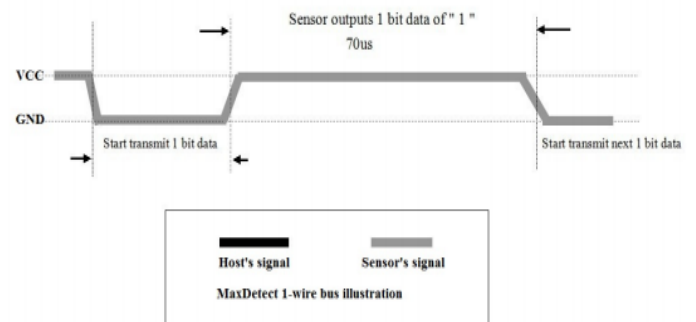 Sensor outputs 1 bit data of " 1 "
70us
VCC
GND
Start transmit 1 bit data
Start transmit next 1 bit data
Host's signal
Sensor's signal
MaxDetect 1-wire bus illustration